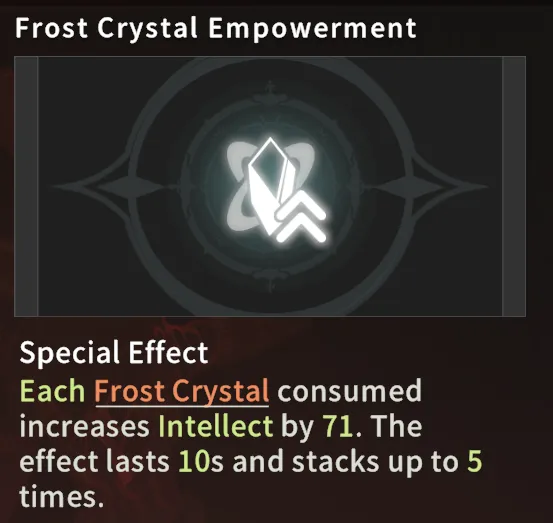 Frost Crystal Empowerment
Special Effect
Each Frost Crystal consumed
increases Intellect by 71. The
effect lasts 10s and stacks up to 5
times.